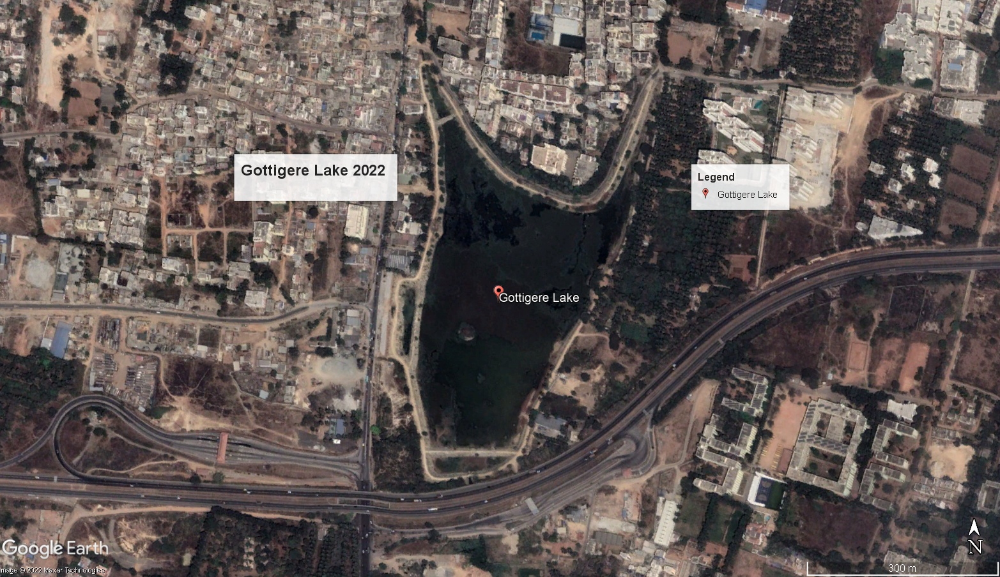 Gottigere Lake 2022
Legend
Gottigere Lake
Gottigere Lake
Google Earth
Image © 2022 Maxar Technologies
N
300 m